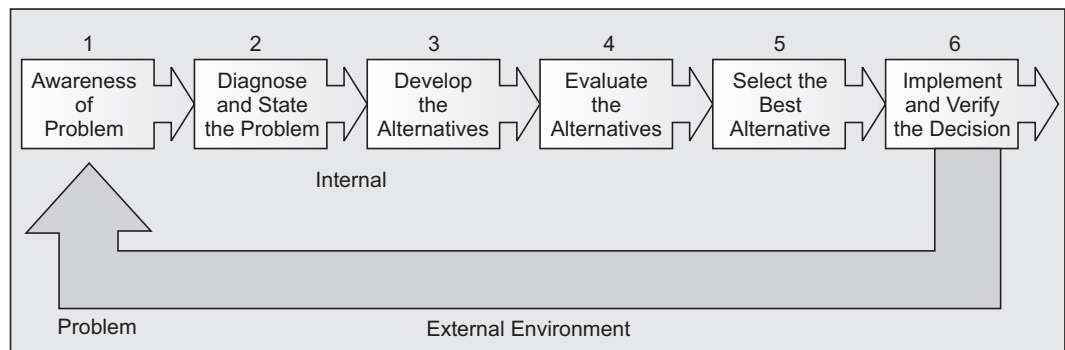 1
2
3
4
5
6
Awareness
of
Problem
Diagnose
and State
the Problem
Develop
the
Alternatives
Evaluate
the
Alternatives
Select the
Best
Alternative
Implement
and Verify
the Decision
Internal
Problem
External Environment